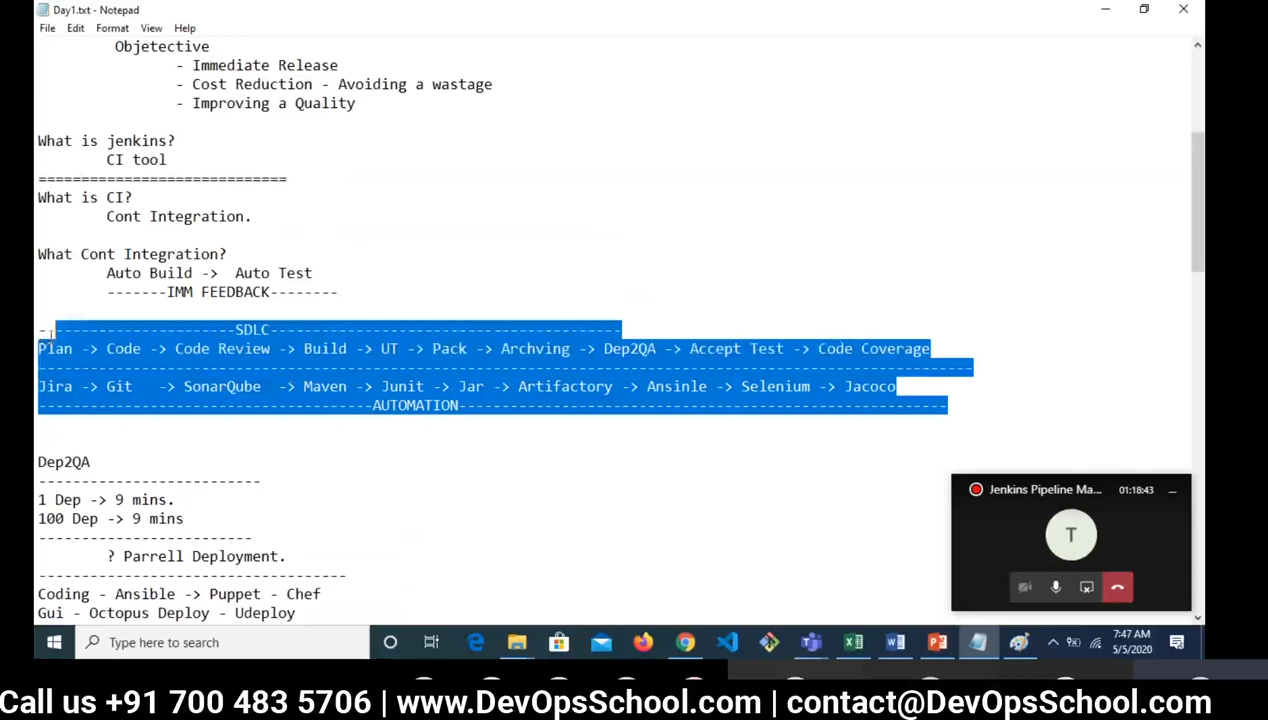 Day1.txt - Notepad
File Edit Format View Help
Objetective
- Immediate Release
- Cost Reduction - Avoiding a wastage
- Improving a Quality
What is jenkins?
CI tool
============================
What is CI?
Cont Integration.
What Cont Integration?
Auto Build -> Auto Test
-------IMM FEEDBACK--------
-----------------------SDLC-----------------------------------------
Plan -> Code -> Code Review -> Build -> UT -> Pack -> Archving -> Dep2QA -> Accept Test -> Code Coverage
-------------------------------------------------------------------------------------------------------------
Jira -> Git -> SonarQube -> Maven -> Junit -> Jar -> Artifactory -> Ansinle -> Selenium -> Jacoco
---------------------------------------AUTOMATION---------------------------------------------------------
Dep2QA
--------------------------
1 Dep -> 9 mins.
100 Dep -> 9 mins
-------------------------
? Parrell Deployment.
------------------------------------
Coding - Ansible -> Puppet - Chef
Gui - Octopus Deploy - Udeploy
Jenkins Pipeline Ma... 01:18:43
T
Type here to search
7:47 AM
5/5/2020
Call us +91 700 483 5706 | www.DevOpsSchool.com | contact@DevOpsSchool.com